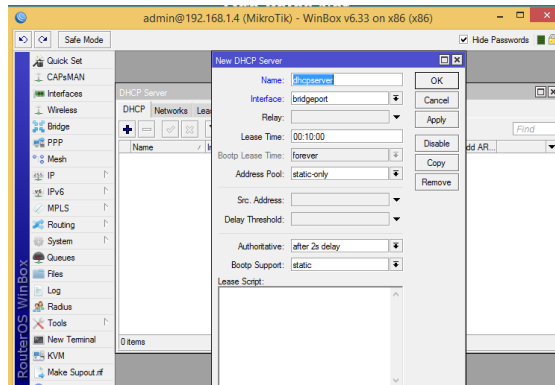 admin@192.168.1.4 (MikroTik) - WinBox v6.33 on x86 (x86)
Safe Mode
Hide Passwords
Quick Set
CAPsMAN
Interfaces
Wireless
Bridge
PPP
Mesh
IP
IPv6
MPLS
Routing
System
Queues
Files
Log
Radius
Tools
New Terminal
KVM
Make Supout.rif
RouterOS WinBox
DHCP Server
DHCP Networks
Name
0 items
Find
New DHCP Server
Name: dhcpserver
Interface: bridgeport
Relay:
Lease Time: 00:10:00
Bootp Lease Time: forever
Address Pool: static-only
Src. Address:
Delay Threshold:
Authoritative: after 2s delay
Bootp Support: static
Lease Script:
OK
Cancel
Apply
Disable
Copy
Remove